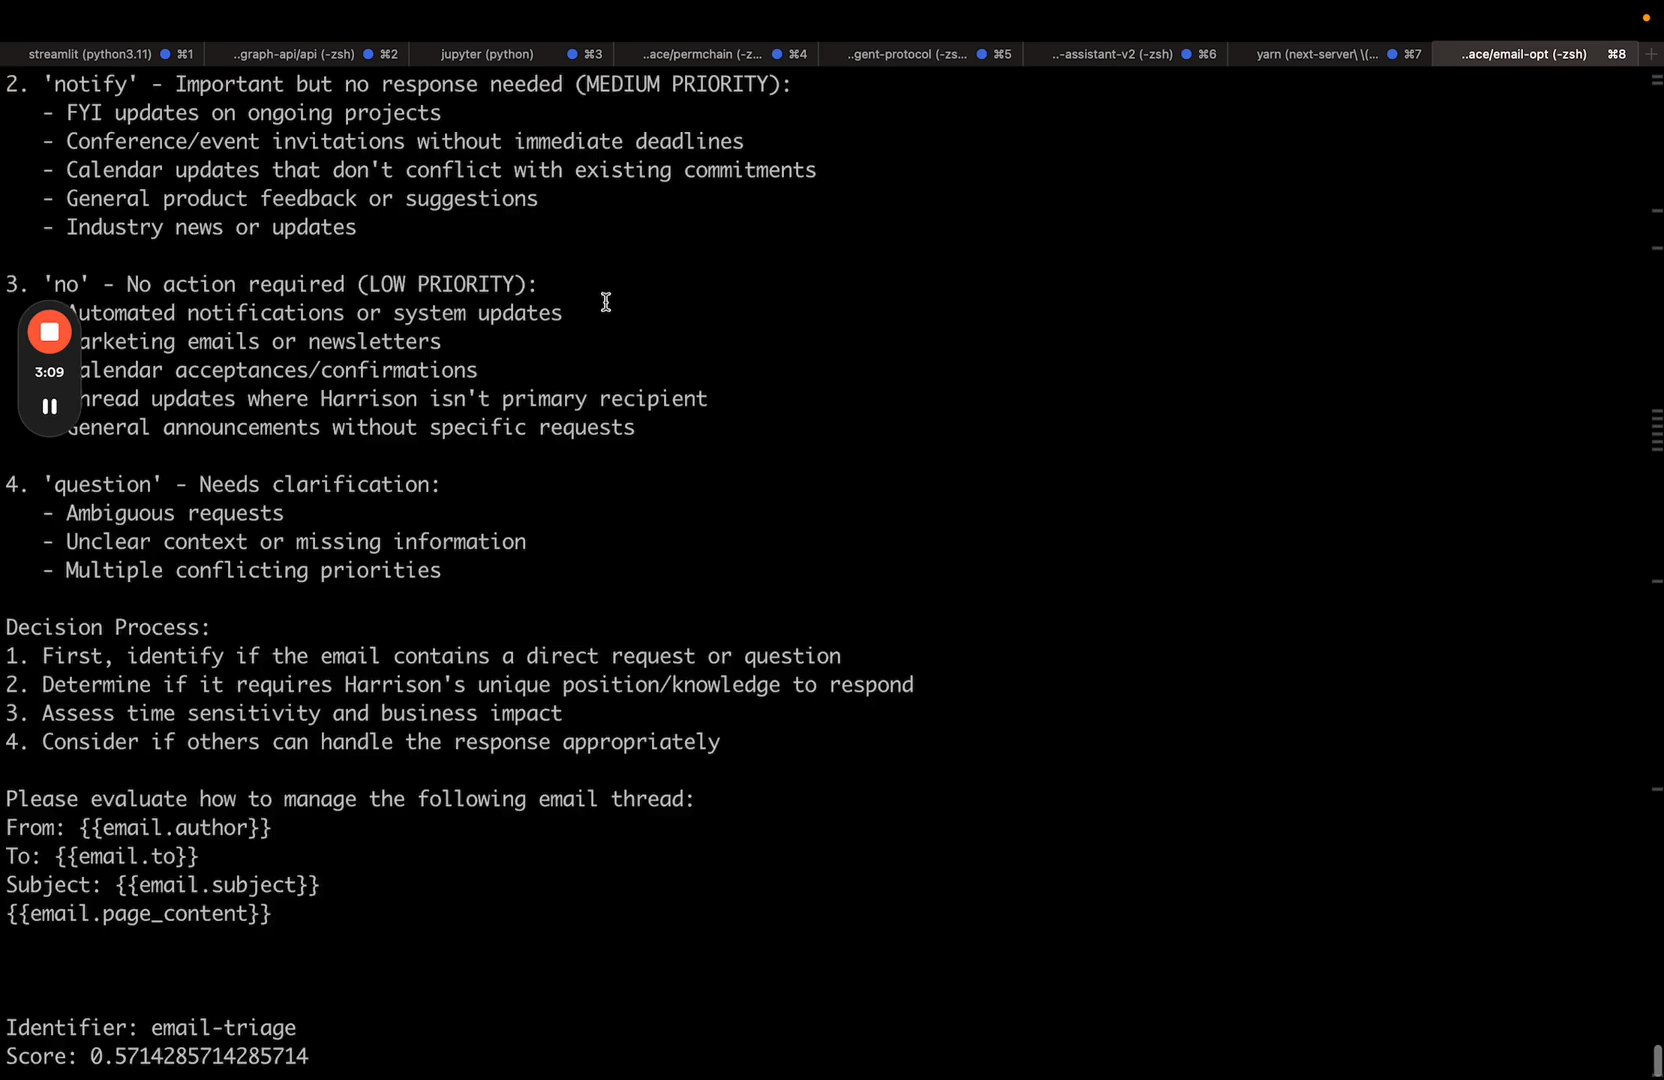 streamlit (python3.11) ⌘1 ..graph-api/api (-zsh) ⌘2 jupyter (python) ⌘3 ..ace/permchain (-z... ⌘4 ..gent-protocol (-zs... ⌘5 ..-assistant-v2 (-zsh) ⌘6 yarn (next-server\ \(... ⌘7 ..ace/email-opt (-zsh) ⌘8
2. 'notify' - Important but no response needed (MEDIUM PRIORITY):
- FYI updates on ongoing projects
- Conference/event invitations without immediate deadlines
- Calendar updates that don't conflict with existing commitments
- General product feedback or suggestions
- Industry news or updates
3. 'no' - No action required (LOW PRIORITY):
Automated notifications or system updates
arketing emails or newsletters
3:09
alendar acceptances/confirmations
hread updates where Harrison isn't primary recipient
General announcements without specific requests
4. 'question' - Needs clarification:
- Ambiguous requests
- Unclear context or missing information
- Multiple conflicting priorities
Decision Process:
1. First, identify if the email contains a direct request or question
2. Determine if it requires Harrison's unique position/knowledge to respond
3. Assess time sensitivity and business impact
4. Consider if others can handle the response appropriately
Please evaluate how to manage the following email thread:
From: {{email.author}}
To: {{email.to}}
Subject: {{email.subject}}
{{email.page_content}}
Identifier: email-triage
Score: 0.5714285714285714